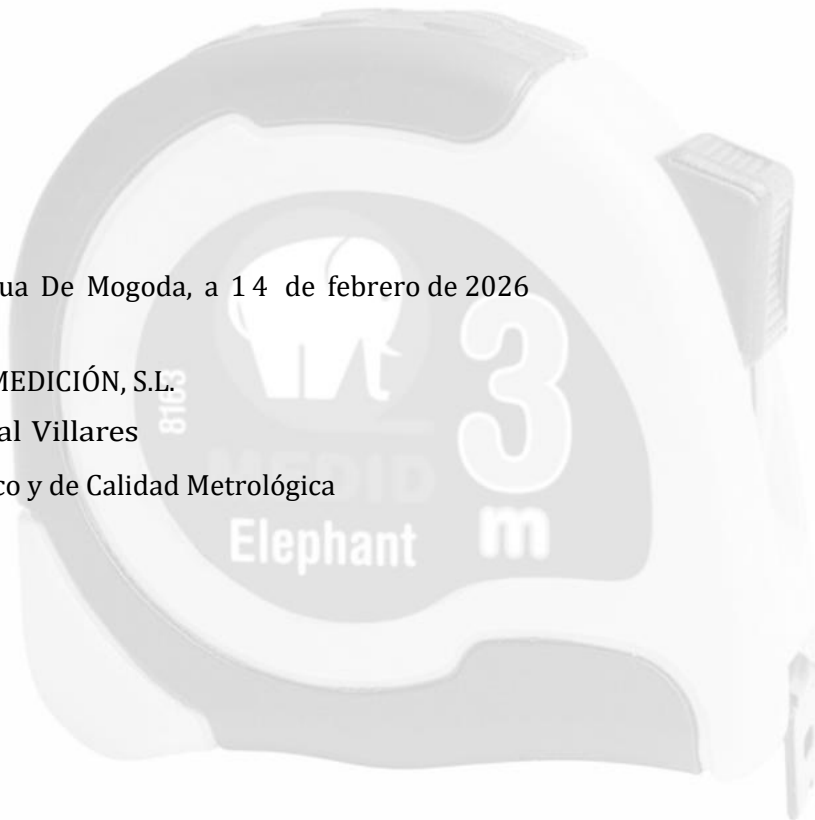 ua De Mogoda, a 14 de febrero de 2026
MEDICIÓN, S.L.
al Villares
8163
co y de Calidad Metrológica
MEDID
Elephant
3
m